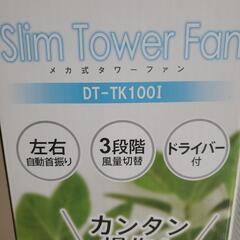 Slim Tower Fan
メカ式タワーファン
DT-TK100I
左右
自動首振り
3段階
風量切替
ドライバー
付
カンタン